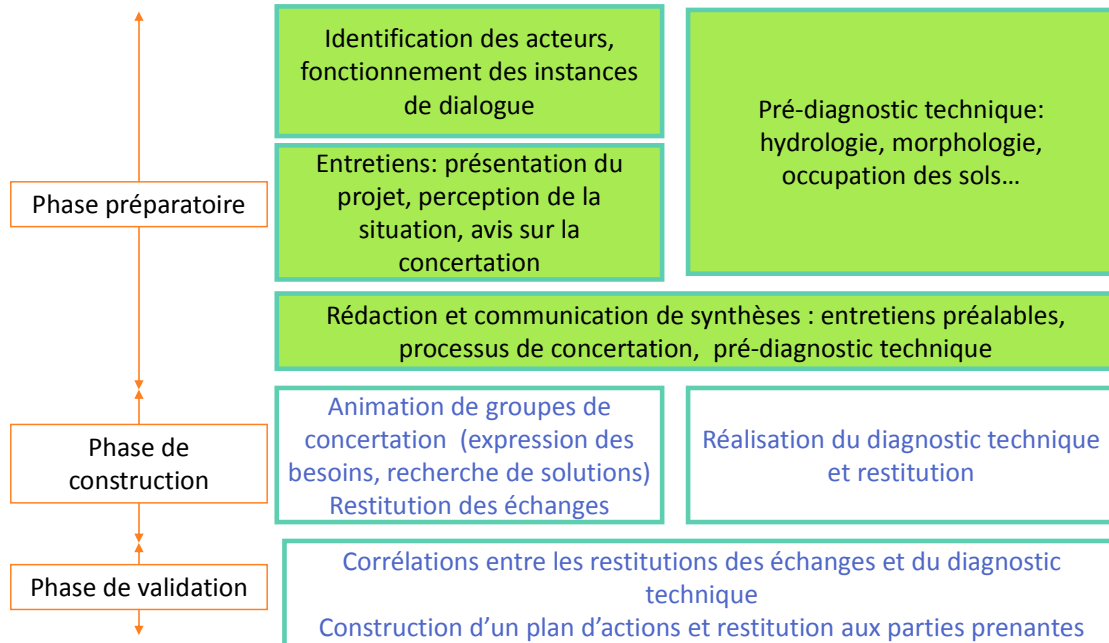 Identification des acteurs,
fonctionnement des instances
de dialogue
Pré-diagnostic technique:
hydrologie, morphologie,
occupation des sols…
Phase préparatoire
Entretiens: présentation du
projet, perception de la
situation, avis sur la
concertation
Rédaction et communication de synthèses : entretiens préalables,
processus de concertation, pré-diagnostic technique
Phase de
construction
Animation de groupes de
concertation (expression des
besoins, recherche de solutions)
Restitution des échanges
Réalisation du diagnostic technique
et restitution
Phase de validation
Corrélations entre les restitutions des échanges et du diagnostic
technique
Construction d’un plan d’actions et restitution aux parties prenantes